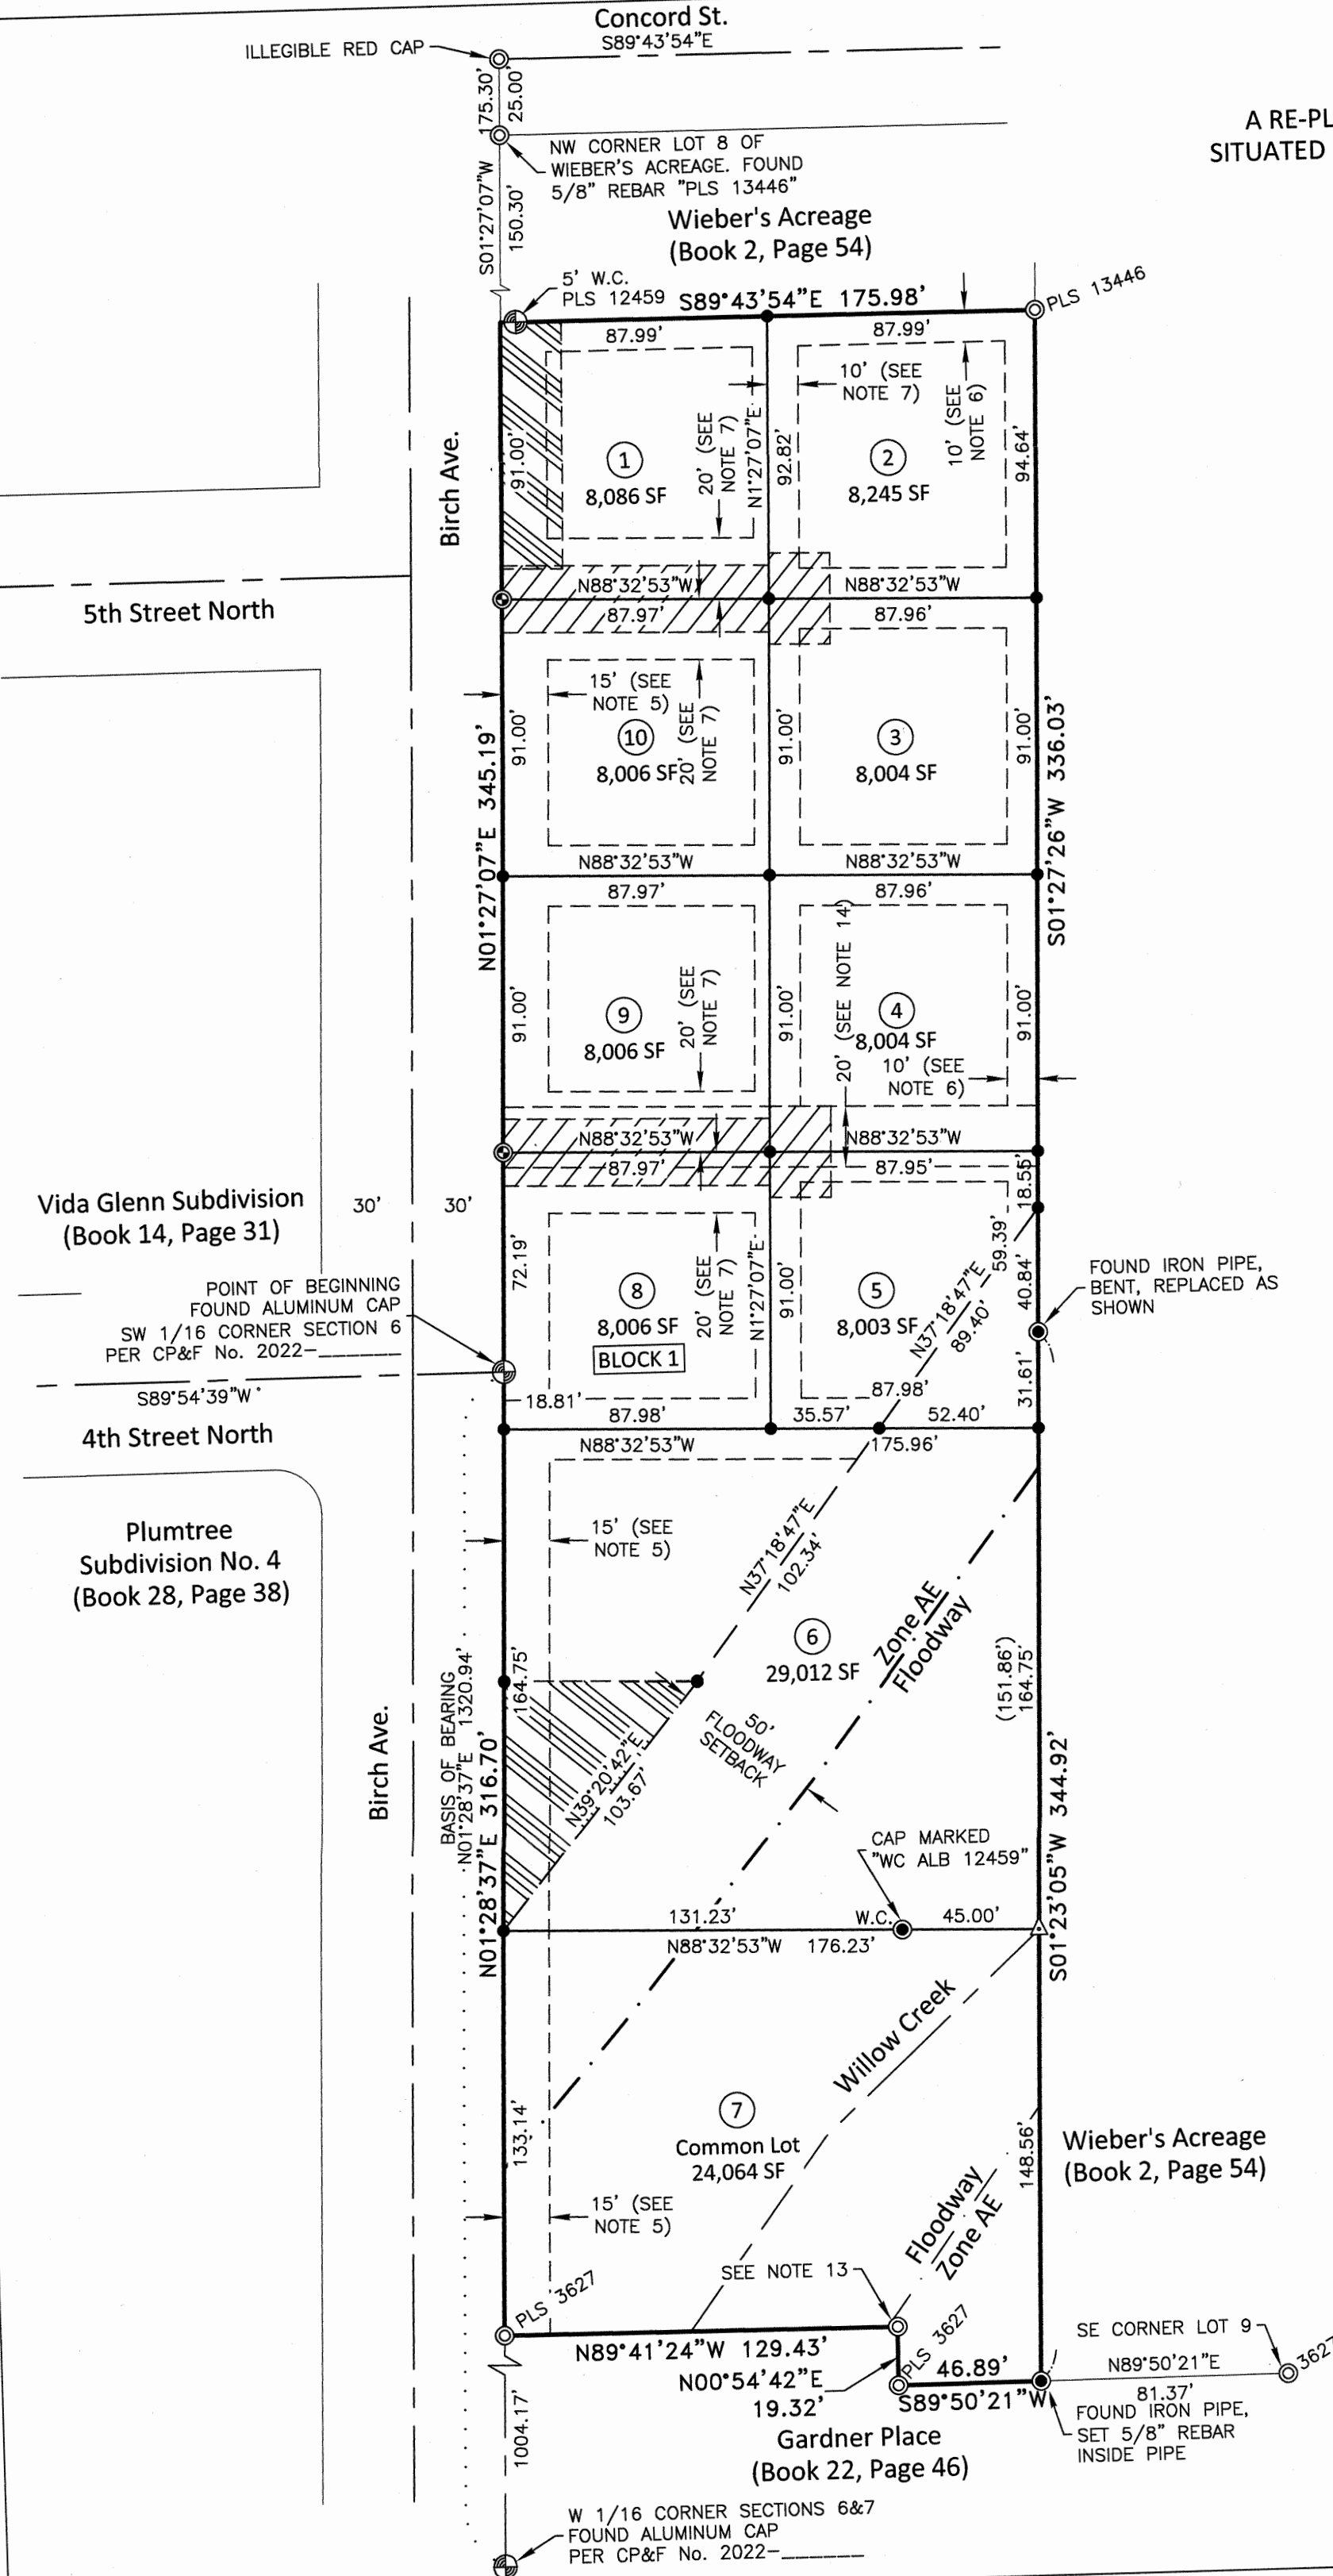 Concord St.
S89°43'54"E
ILLEGIBLE RED CAP
175.30'
25.00'
A RE-PL
SITUATED
NW CORNER LOT 8 OF
WIEBER'S ACREAGE. FOUND
5/8" REBAR "PLS 13446"
S01°27'07"W
150.30'
Wieber's Acreage
(Book 2, Page 54)
5' W.C.
PLS 12459
S89°43'54"E 175.98'
PLS 13446
87.99'
87.99'
10' (SEE
NOTE 7)
10' (SEE
NOTE 6)
20' (SEE
NOTE 7)
N1°27'07"E
92.82'
94.64'
91.00'
Birch Ave.
1
8,086 SF
2
8,245 SF
N88°32'53"W
N88°32'53"W
87.97'
87.96'
5th Street North
15' (SEE
NOTE 5)
20' (SEE
NOTE 7)
10
8,006 SF
3
8,004 SF
91.00'
91.00'
91.00'
N01°27'07"E 345.19'
S01°27'26"W 336.03'
N88°32'53"W
N88°32'53"W
87.97'
87.96'
20' (SEE
NOTE 7)
20' (SEE NOTE 14)
91.00'
91.00'
91.00'
9
8,006 SF
4
8,004 SF
10' (SEE
NOTE 6)
N88°32'53"W
N88°32'53"W
87.97'
87.95'
18.55'
Vida Glenn Subdivision
(Book 14, Page 31)
30'
30'
72.19'
20' (SEE
NOTE 7)
N1°27'07"E
91.00'
59.39'
40.84'
FOUND IRON PIPE,
BENT, REPLACED AS
SHOWN
POINT OF BEGINNING
FOUND ALUMINUM CAP
SW 1/16 CORNER SECTION 6
PER CP&F No. 2022-______
8
8,006 SF
BLOCK 1
5
8,003 SF
N37°18'47"E
89.40'
31.61'
S89°54'39"W
4th Street North
18.81'
87.98'
87.98'
35.57'
52.40'
N88°32'53"W
175.96'
Plumtree
Subdivision No. 4
(Book 28, Page 38)
15' (SEE
NOTE 5)
N37°18'47"E
102.34'
6
29,012 SF
Zone AE
Floodway
(151.86')
164.75'
164.75'
50'
FLOODWAY
SETBACK
N39°20'42"E
103.67'
Birch Ave.
BASIS OF BEARING
N01°28'37"E 1320.94'
N01°28'37"E 316.70'
S01°23'05"W 344.92'
CAP MARKED
"WC ALB 12459"
131.23'
W.C.
45.00'
N88°32'53"W 176.23'
Willow Creek
133.14'
7
Common Lot
24,064 SF
148.56'
Wieber's Acreage
(Book 2, Page 54)
15' (SEE
NOTE 5)
Floodway
Zone AE
SEE NOTE 13
PLS 3627
N89°41'24"W 129.43'
N00°54'42"E
19.32'
PLS 3627
46.89'
S89°50'21"W
SE CORNER LOT 9
3627
N89°50'21"E
81.37'
FOUND IRON PIPE,
SET 5/8" REBAR
INSIDE PIPE
Gardner Place
(Book 22, Page 46)
1004.17'
W 1/16 CORNER SECTIONS 6&7
FOUND ALUMINUM CAP
PER CP&F No. 2022-______